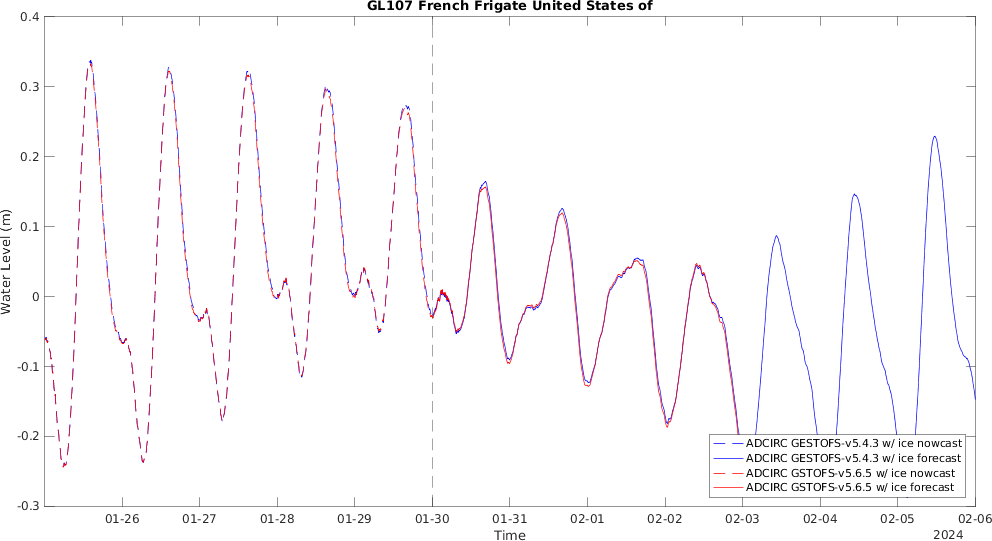 GL107 French Frigate United States of
0.4
0.3
0.2
0.1
0
-0.1
-0.2
-0.3
Water Level (m)
ADCIRC GESTOFS-v5.4.3 w/ ice nowcast
ADCIRC GESTOFS-v5.4.3 w/ ice forecast
ADCIRC GSTOFS-v5.6.5 w/ ice nowcast
ADCIRC GSTOFS-v5.6.5 w/ ice forecast
01-26 01-27 01-28 01-29 01-30 01-31 02-01 02-02 02-03 02-04 02-05 02-06
Time 2024